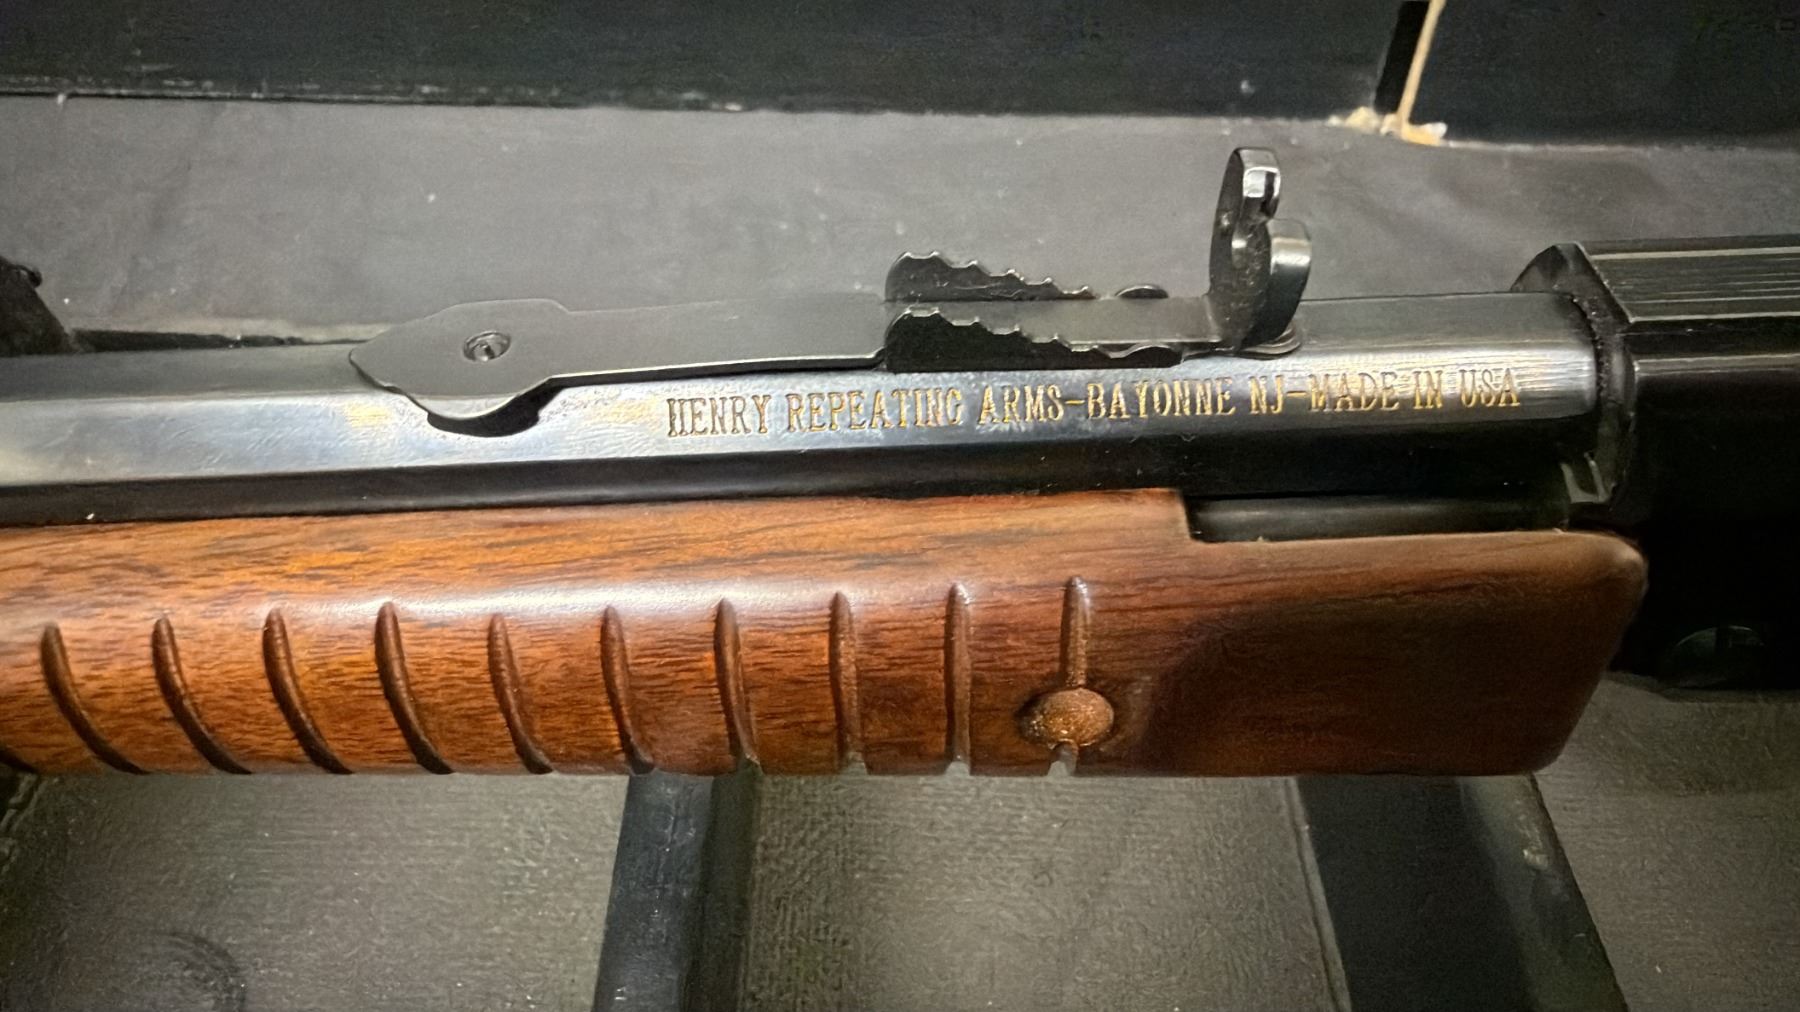 HENRY REPEATING ARMS-BAYONNE NJ-MADE IN USA